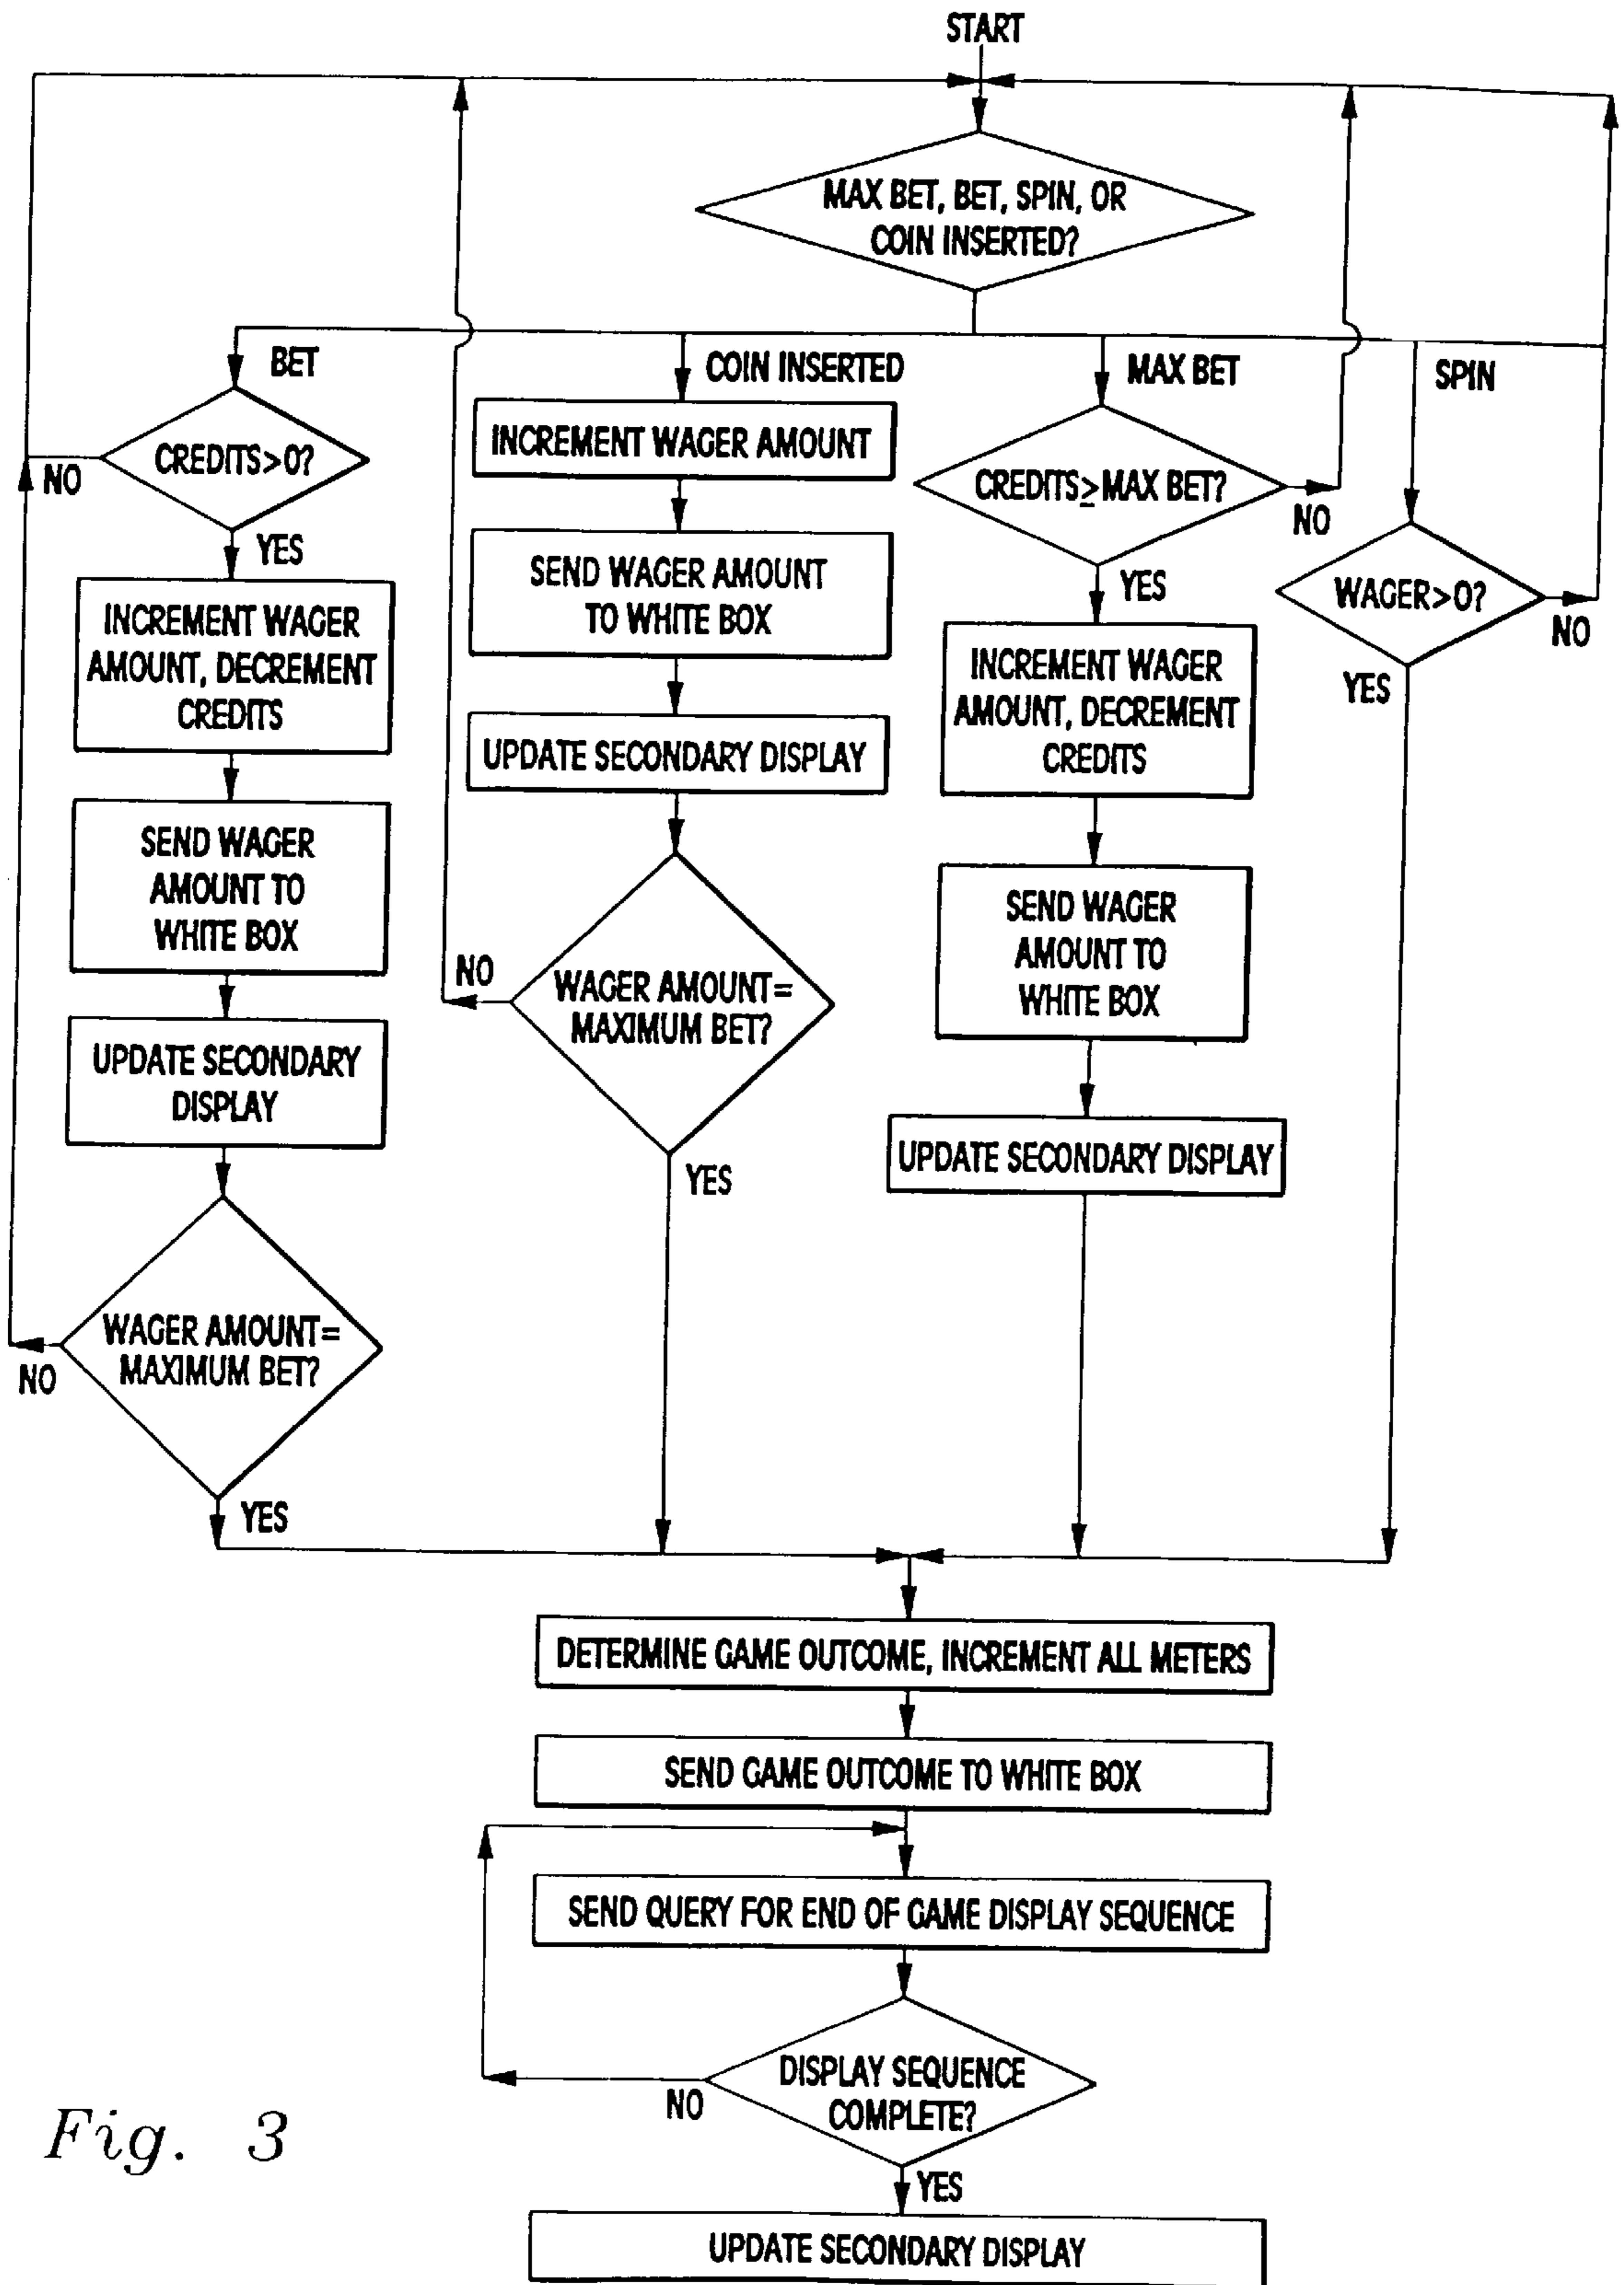 START
MAX BET, BET, SPIN, OR
COIN INSERTED?
BET
COIN INSERTED
MAX BET
SPIN
CREDITS>0?
NO
YES
INCREMENT WAGER
AMOUNT, DECREMENT
CREDITS
SEND WAGER
AMOUNT TO
WHITE BOX
UPDATE SECONDARY
DISPLAY
WAGER AMOUNT=
MAXIMUM BET?
NO
YES
INCREMENT WAGER AMOUNT
SEND WAGER AMOUNT
TO WHITE BOX
UPDATE SECONDARY DISPLAY
WAGER AMOUNT=
MAXIMUM BET?
NO
YES
CREDITS≥MAX BET?
NO
YES
INCREMENT WAGER
AMOUNT, DECREMENT
CREDITS
SEND WAGER
AMOUNT TO
WHITE BOX
UPDATE SECONDARY DISPLAY
WAGER>0?
NO
YES
DETERMINE GAME OUTCOME, INCREMENT ALL METERS
SEND GAME OUTCOME TO WHITE BOX
SEND QUERY FOR END OF GAME DISPLAY SEQUENCE
DISPLAY SEQUENCE
COMPLETE?
NO
YES
UPDATE SECONDARY DISPLAY
Fig. 3